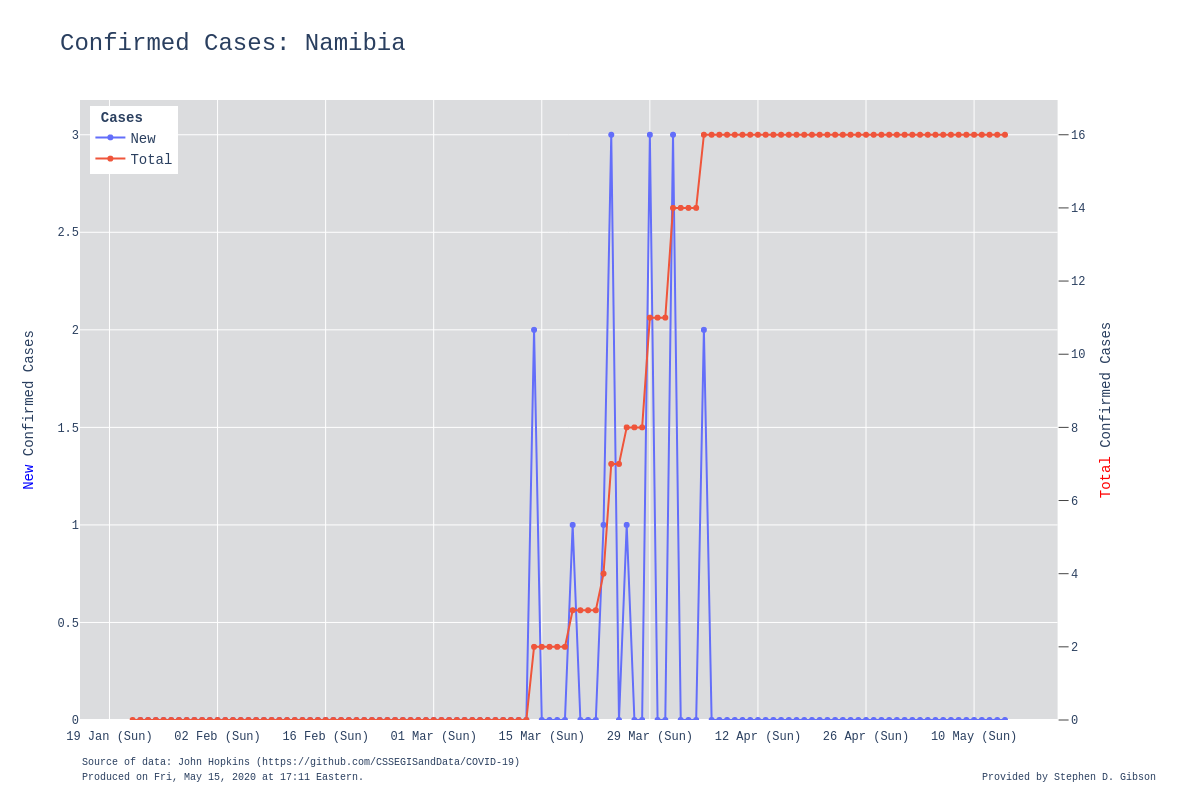 Confirmed Cases: Namibia
Cases
New
Total
3
2.5
2
1.5
1
0.5
0
16
14
12
10
8
6
4
2
0
New Confirmed Cases
Total Confirmed Cases
19 Jan (Sun) 02 Feb (Sun) 16 Feb (Sun) 01 Mar (Sun) 15 Mar (Sun) 29 Mar (Sun) 12 Apr (Sun) 26 Apr (Sun) 10 May (Sun)
Source of data: John Hopkins (https://github.com/CSSEGISandData/COVID-19)
Produced on Fri, May 15, 2020 at 17:11 Eastern.
Provided by Stephen D. Gibson